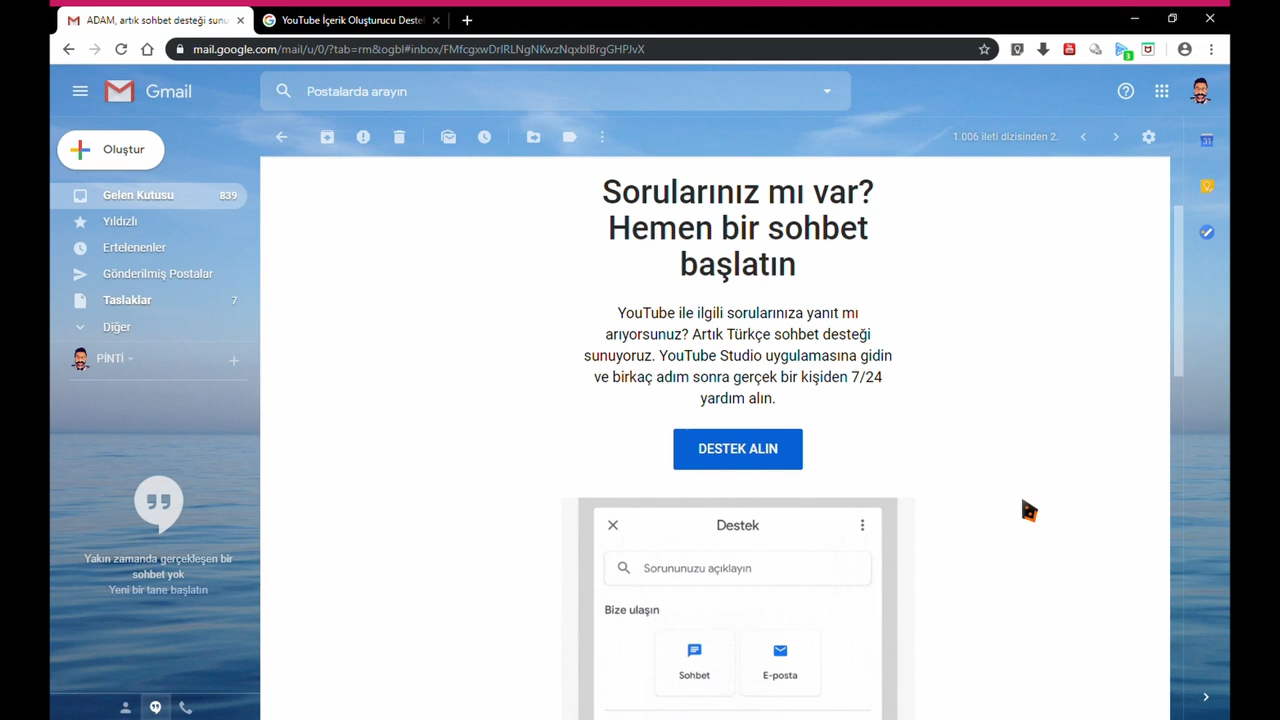 ADAM, artık sohbet desteği sunu
YouTube İçerik Oluşturucu Deste
mail.google.com/mail/u/0/?tab=rm&ogbl#inbox/FMfcgxwDrlRLNgNKwzNqxblBrgGHPJvX
3
Gmail
Postalarda arayın
Oluştur
1.006 ileti dizisinden 2.
31
Gelen Kutusu 839
Yıldızlı
Ertelenenler
Gönderilmiş Postalar
Taslaklar 7
Diğer
PİNTİ
Yakın zamanda gerçekleşen bir
sohbet yok
Yeni bir tane başlatın
Sorularınız mı var?
Hemen bir sohbet
başlatın
YouTube ile ilgili sorularınıza yanıt mı
arıyorsunuz? Artık Türkçe sohbet desteği
sunuyoruz. YouTube Studio uygulamasına gidin
ve birkaç adım sonra gerçek bir kişiden 7/24
yardım alın.
DESTEK ALIN
Destek
Sorununuzu açıklayın
Bize ulaşın
Sohbet
E-posta